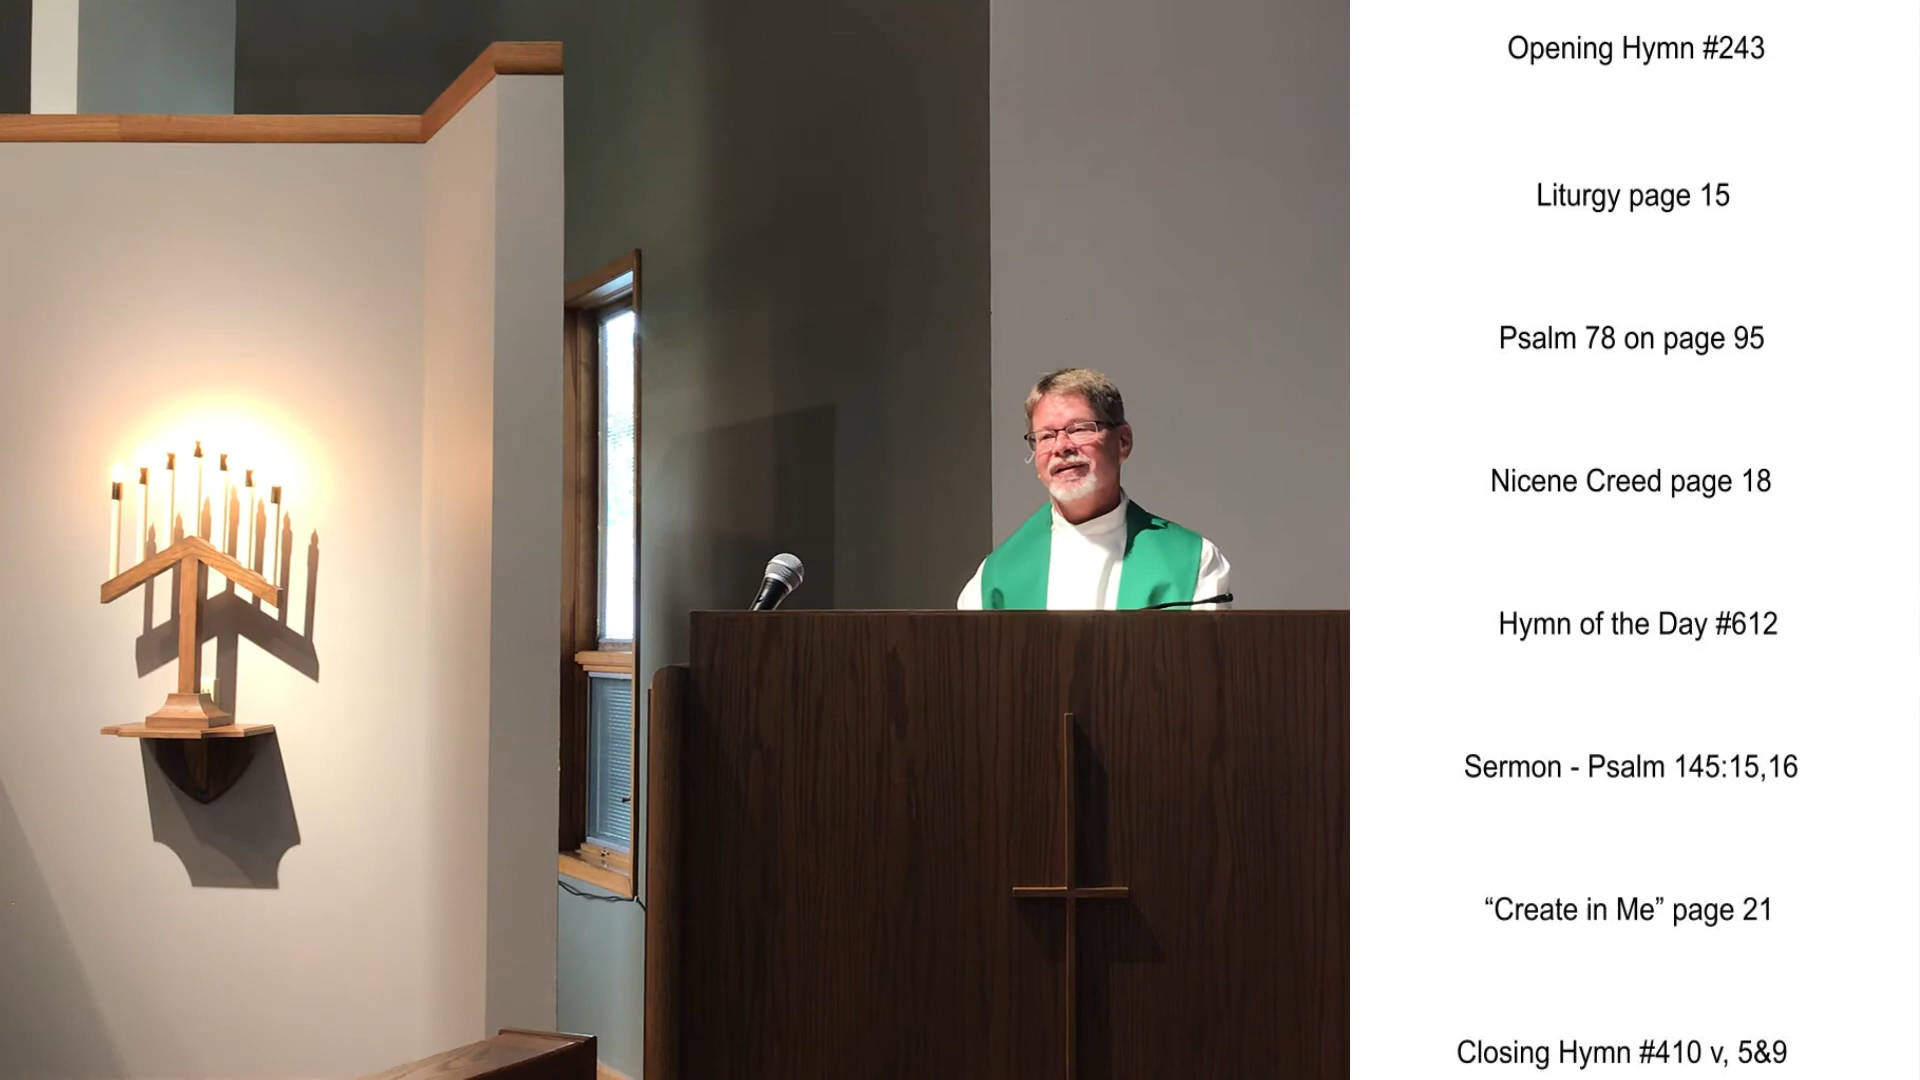 Opening Hymn #243
Liturgy page 15
Psalm 78 on page 95
Nicene Creed page 18
Hymn of the Day #612
Sermon - Psalm 145:15,16
“Create in Me” page 21
Closing Hymn #410 v, 5&9